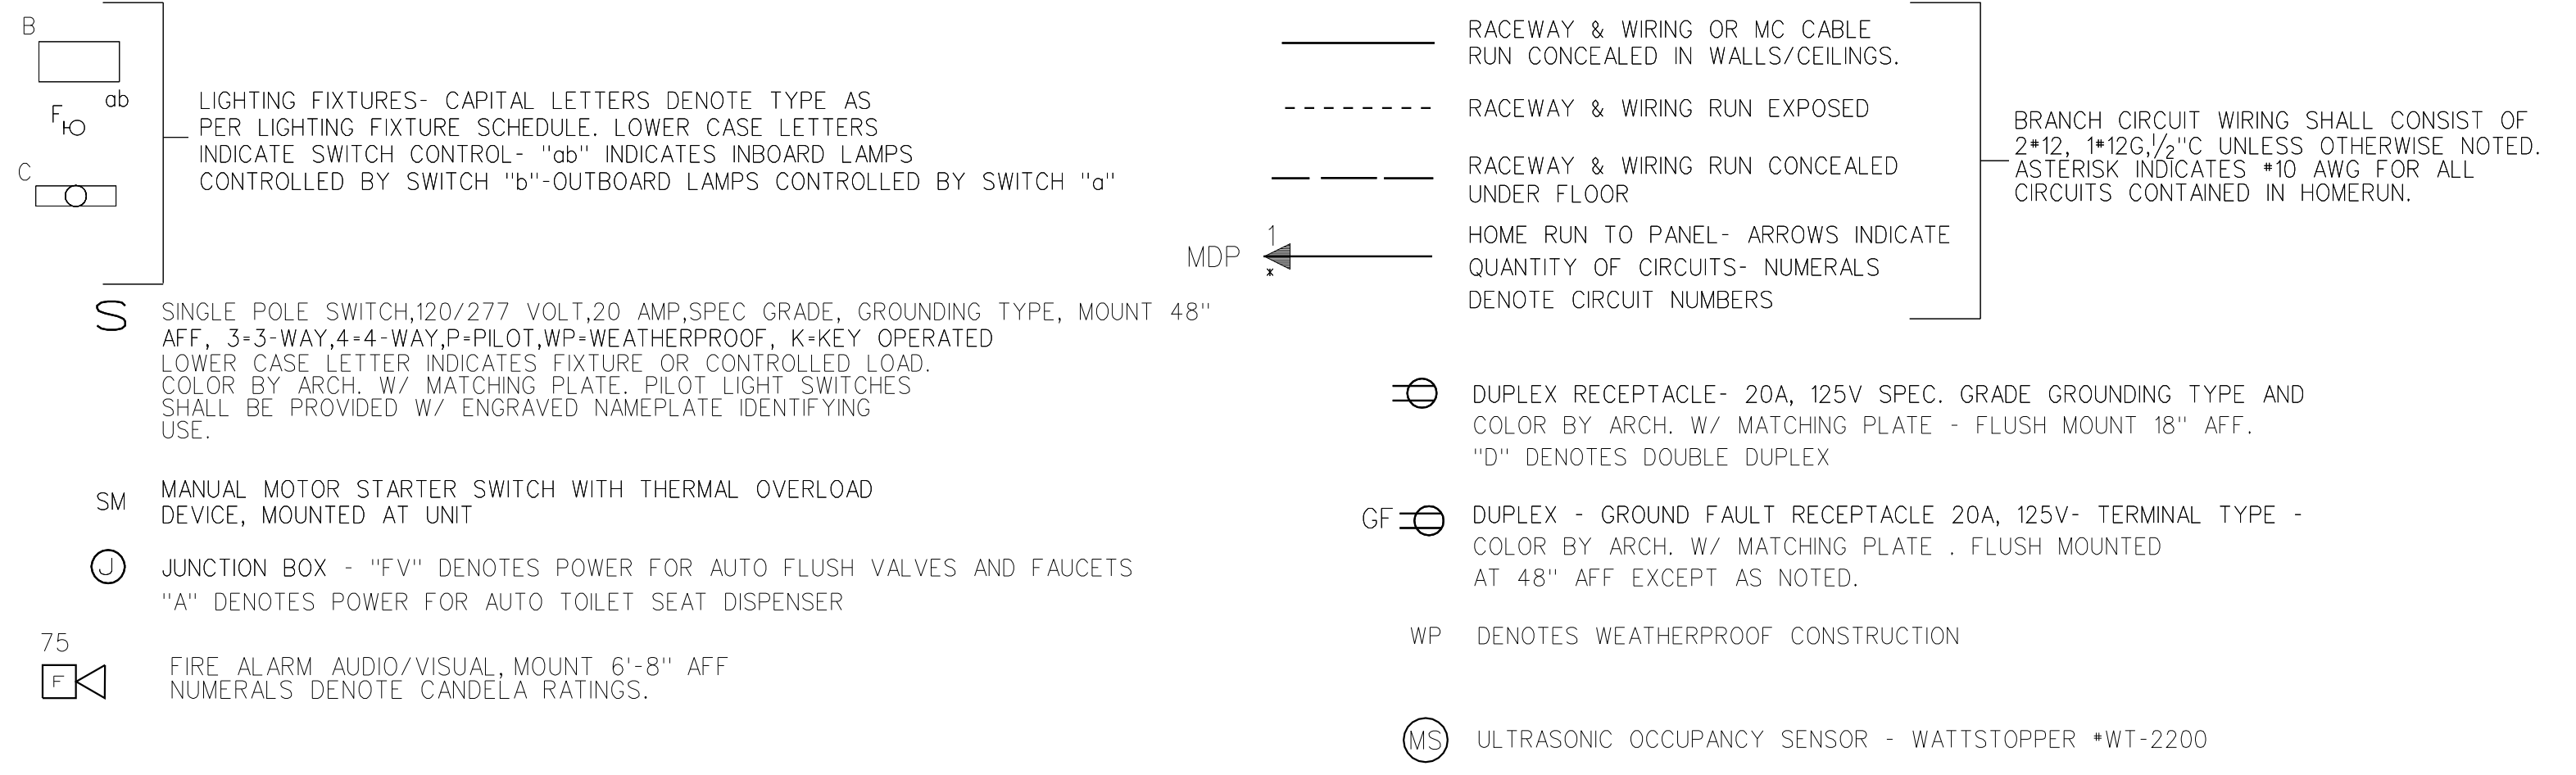 B
ab
F
C
LIGHTING FIXTURES- CAPITAL LETTERS DENOTE TYPE AS
PER LIGHTING FIXTURE SCHEDULE. LOWER CASE LETTERS
INDICATE SWITCH CONTROL- "ab" INDICATES INBOARD LAMPS
CONTROLLED BY SWITCH "b"-OUTBOARD LAMPS CONTROLLED BY SWITCH "a"
S
SINGLE POLE SWITCH,120/277 VOLT,20 AMP,SPEC GRADE, GROUNDING TYPE, MOUNT 48"
AFF, 3=3-WAY,4=4-WAY,P=PILOT,WP=WEATHERPROOF, K=KEY OPERATED
LOWER CASE LETTER INDICATES FIXTURE OR CONTROLLED LOAD.
COLOR BY ARCH. W/ MATCHING PLATE. PILOT LIGHT SWITCHES
SHALL BE PROVIDED W/ ENGRAVED NAMEPLATE IDENTIFYING
USE.
SM
MANUAL MOTOR STARTER SWITCH WITH THERMAL OVERLOAD
DEVICE, MOUNTED AT UNIT
J
JUNCTION BOX - "FV" DENOTES POWER FOR AUTO FLUSH VALVES AND FAUCETS
"A" DENOTES POWER FOR AUTO TOILET SEAT DISPENSER
75
F
FIRE ALARM AUDIO/VISUAL, MOUNT 6'-8" AFF
NUMERALS DENOTE CANDELA RATINGS.
RACEWAY & WIRING OR MC CABLE
RUN CONCEALED IN WALLS/CEILINGS.
RACEWAY & WIRING RUN EXPOSED
RACEWAY & WIRING RUN CONCEALED
UNDER FLOOR
MDP
1
*
HOME RUN TO PANEL- ARROWS INDICATE
QUANTITY OF CIRCUITS- NUMERALS
DENOTE CIRCUIT NUMBERS
BRANCH CIRCUIT WIRING SHALL CONSIST OF
2#12, 1#12G,1/2"C UNLESS OTHERWISE NOTED.
ASTERISK INDICATES #10 AWG FOR ALL
CIRCUITS CONTAINED IN HOMERUN.
DUPLEX RECEPTACLE- 20A, 125V SPEC. GRADE GROUNDING TYPE AND
COLOR BY ARCH. W/ MATCHING PLATE - FLUSH MOUNT 18" AFF.
"D" DENOTES DOUBLE DUPLEX
GF
DUPLEX - GROUND FAULT RECEPTACLE 20A, 125V- TERMINAL TYPE -
COLOR BY ARCH. W/ MATCHING PLATE . FLUSH MOUNTED
AT 48" AFF EXCEPT AS NOTED.
WP
DENOTES WEATHERPROOF CONSTRUCTION
MS
ULTRASONIC OCCUPANCY SENSOR - WATTSTOPPER #WT-2200